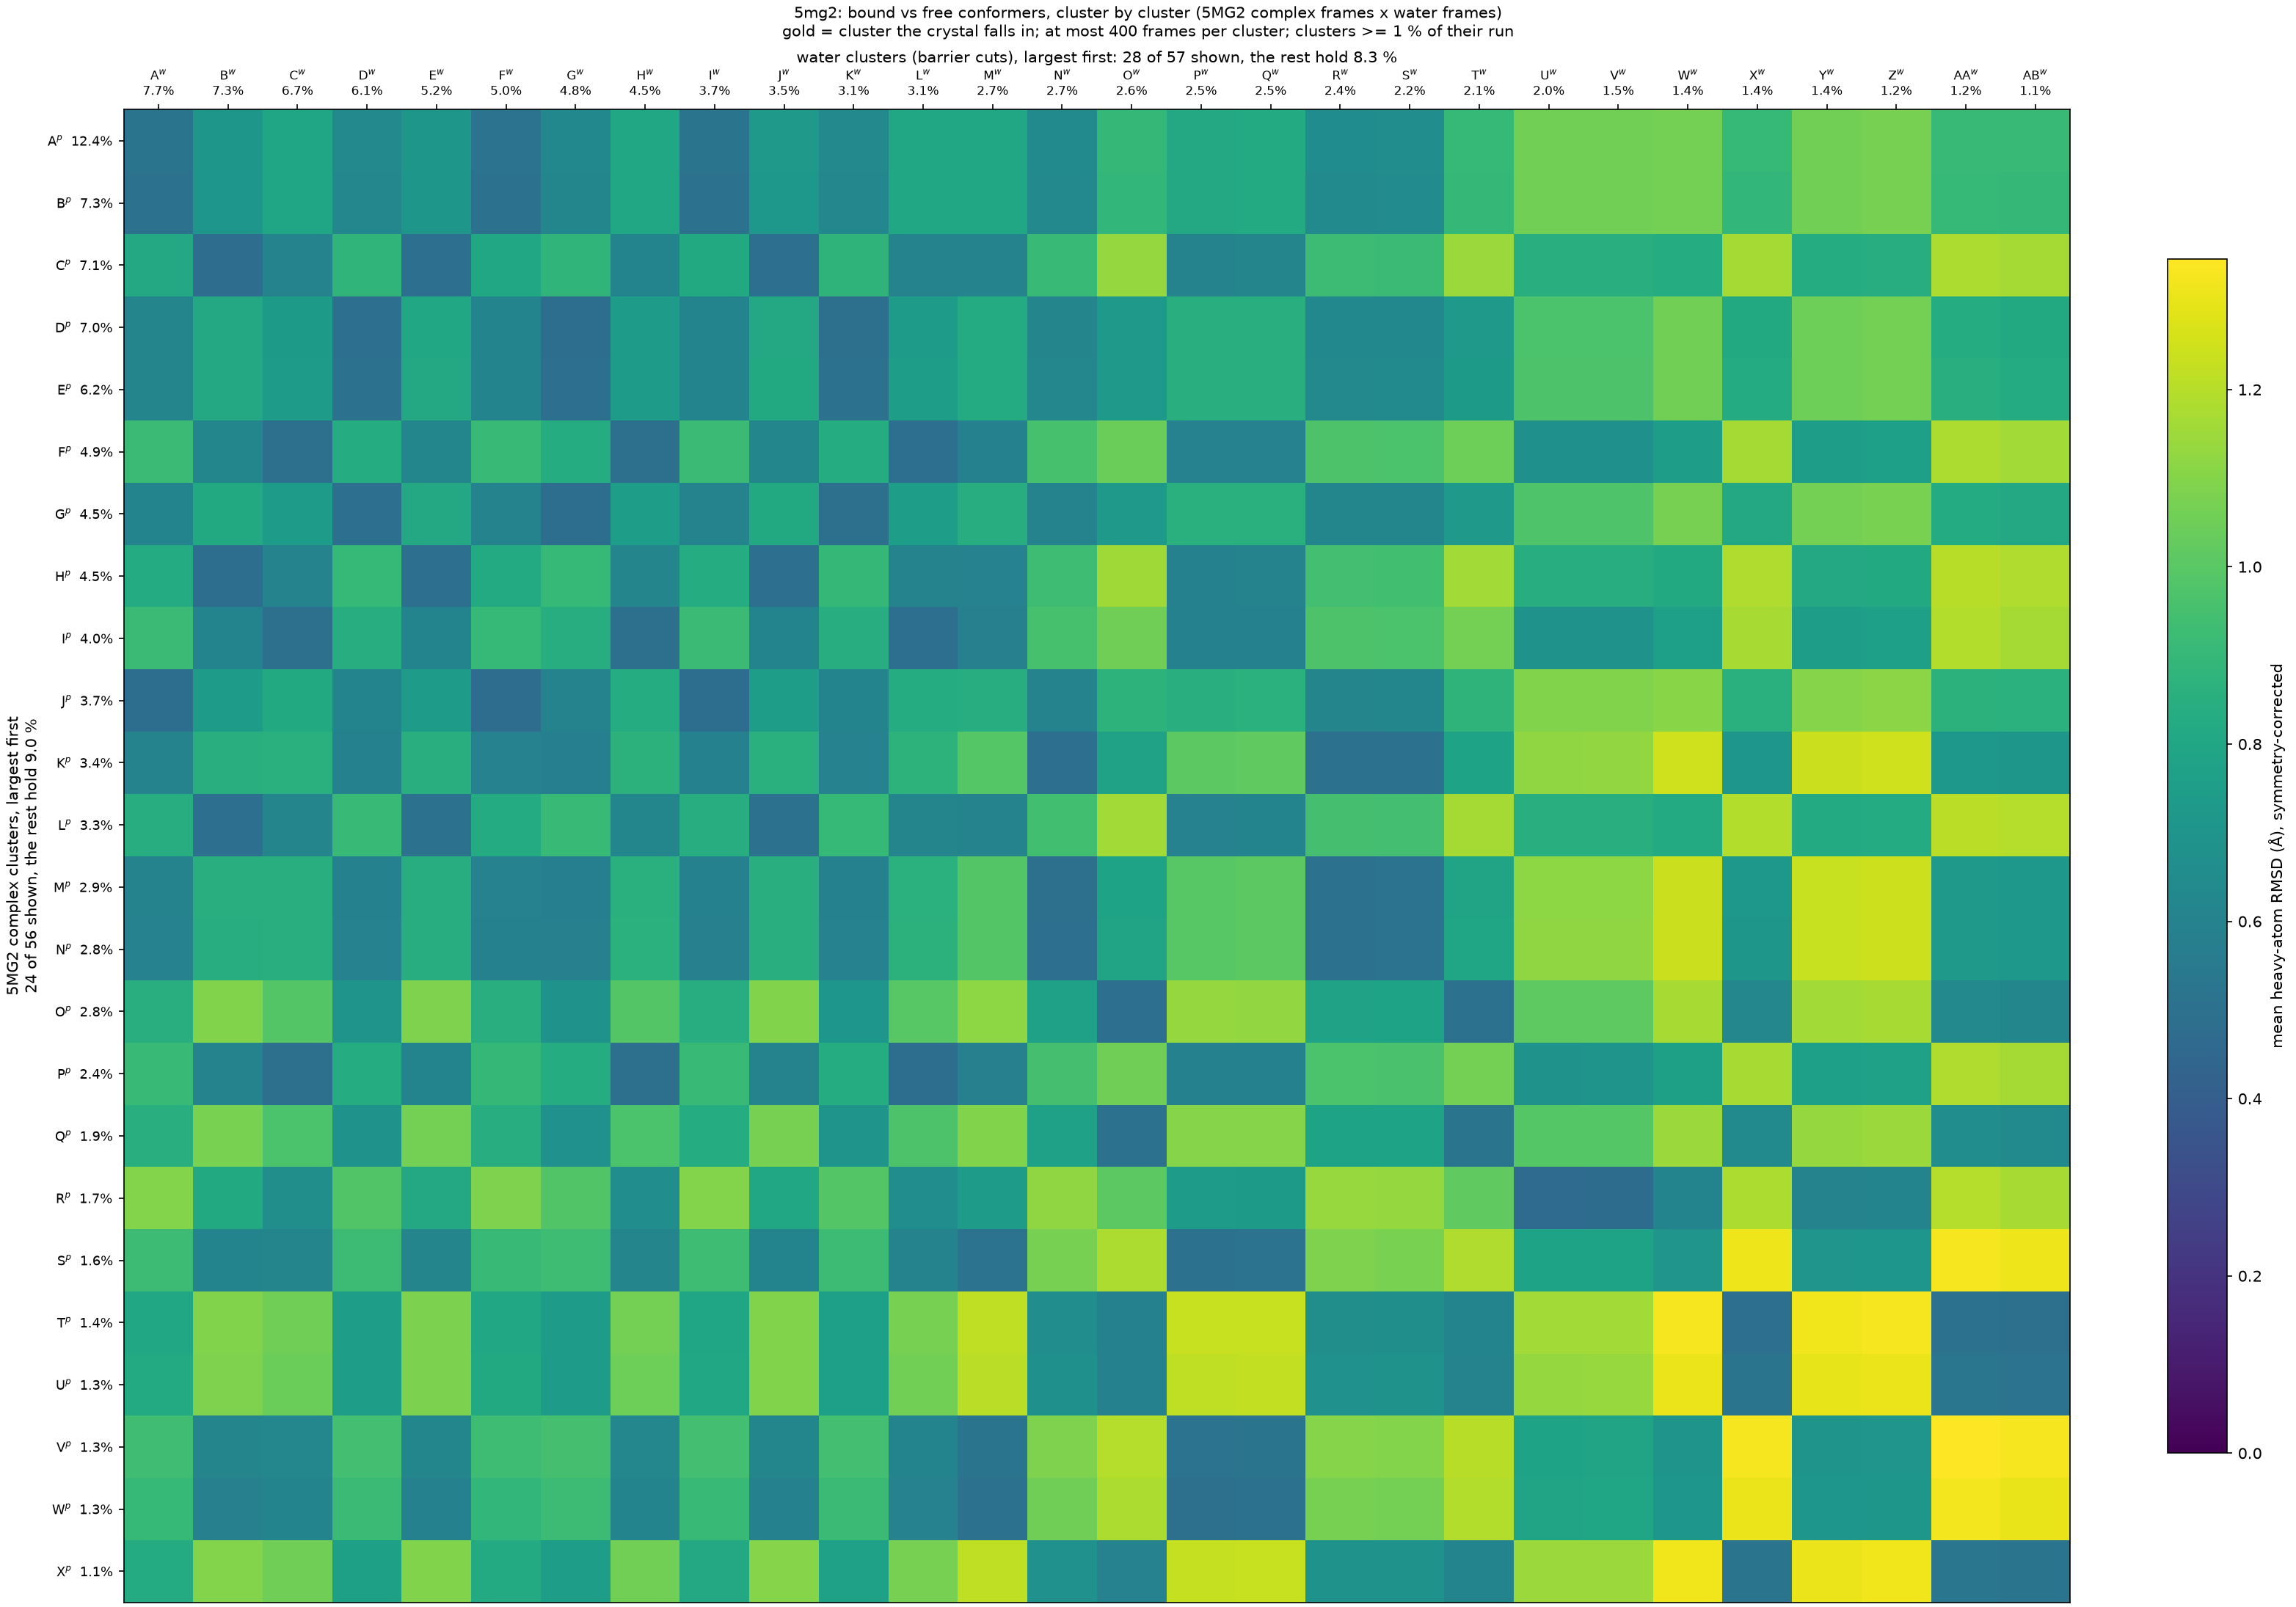 5mg2: bound vs free conformers, cluster by cluster (5MG2 complex frames x water frames)
gold = cluster the crystal falls in; at most 400 frames per cluster; clusters >= 1 % of their run
water clusters (barrier cuts), largest first: 28 of 57 shown, the rest hold 8.3 %
Aʷ Bʷ Cʷ Dʷ Eʷ Fʷ Gʷ Hʷ Iʷ Jʷ Kʷ Lʷ Mʷ Nʷ Oʷ Pʷ Qʷ Rʷ Sʷ Tʷ Uʷ Vʷ Wʷ Xʷ Yʷ Zʷ AAʷ ABʷ
7.7% 7.3% 6.7% 6.1% 5.2% 5.0% 4.8% 4.5% 3.7% 3.5% 3.1% 3.1% 2.7% 2.7% 2.6% 2.5% 2.5% 2.4% 2.2% 2.1% 2.0% 1.5% 1.4% 1.4% 1.4% 1.2% 1.2% 1.1%
Aᵖ 12.4%
Bᵖ 7.3%
Cᵖ 7.1%
Dᵖ 7.0%
Eᵖ 6.2%
Fᵖ 4.9%
Gᵖ 4.5%
Hᵖ 4.5%
Iᵖ 4.0%
Jᵖ 3.7%
Kᵖ 3.4%
Lᵖ 3.3%
Mᵖ 2.9%
Nᵖ 2.8%
Oᵖ 2.8%
Pᵖ 2.4%
Qᵖ 1.9%
Rᵖ 1.7%
Sᵖ 1.6%
Tᵖ 1.4%
Uᵖ 1.3%
Vᵖ 1.3%
Wᵖ 1.3%
Xᵖ 1.1%
5MG2 complex clusters, largest first
24 of 56 shown, the rest hold 9.0 %
1.2
1.0
0.8
0.6
0.4
0.2
0.0
mean heavy-atom RMSD (Å), symmetry-corrected